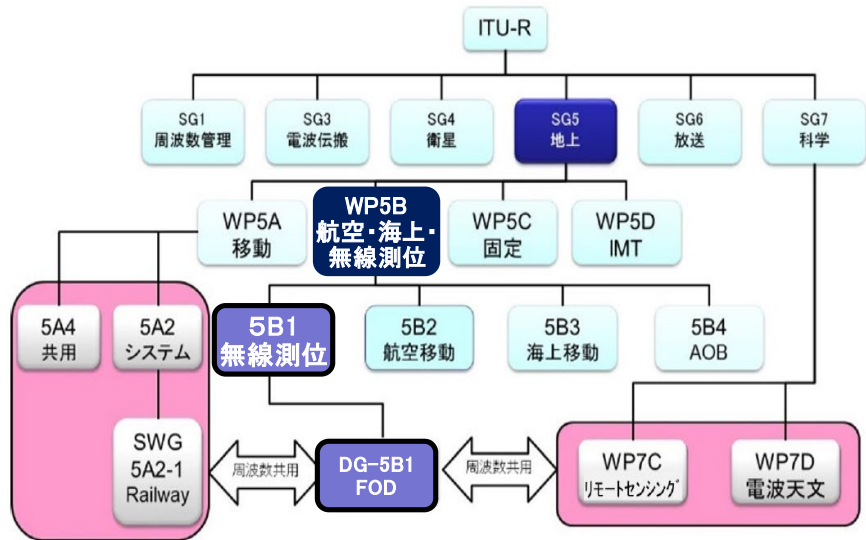 ITU-R
SG1
周波数管理
SG3
電波伝搬
SG4
衛星
SG5
地上
SG6
放送
SG7
科学
WP5A
移動
WP5B
航空・海上・
無線測位
WP5C
固定
WP5D
IMT
5A4
共用
5A2
システム
5B1
無線測位
5B2
航空移動
5B3
海上移動
5B4
AOB
SWG
5A2-1
Railway
周波数共用
DG-5B1
FOD
周波数共用
WP7C
ﾘﾓｰﾄｾﾝｼﾝｸﾞ
WP7D
電波天文